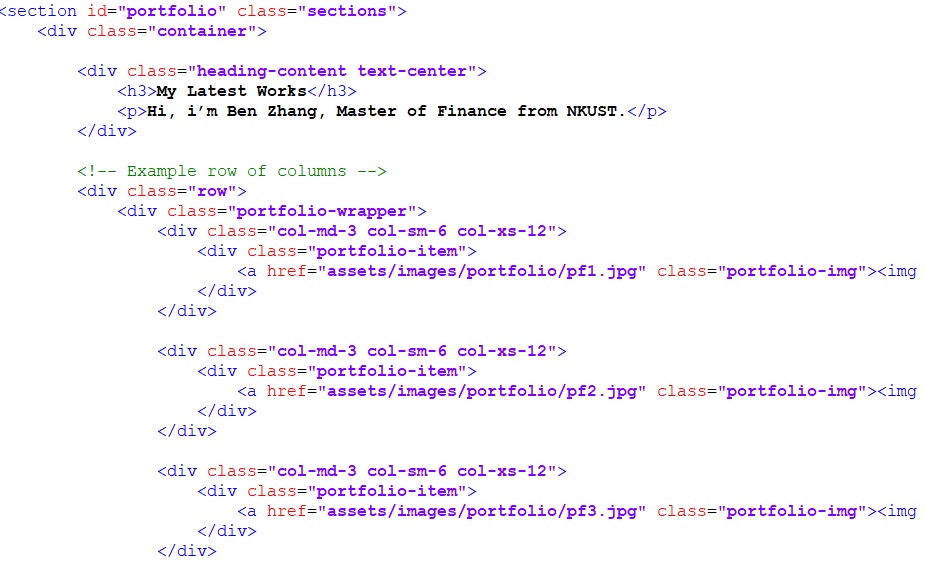 <section id="portfolio" class="sections">
<div class="container">
<div class="heading-content text-center">
<h3>My Latest Works</h3>
<p>Hi, i’m Ben Zhang, Master of Finance from NKUST.</p>
</div>
<!-- Example row of columns -->
<div class="row">
<div class="portfolio-wrapper">
<div class="col-md-3 col-sm-6 col-xs-12">
<div class="portfolio-item">
<a href="assets/images/portfolio/pf1.jpg" class="portfolio-img"><img
</div>
</div>
<div class="col-md-3 col-sm-6 col-xs-12">
<div class="portfolio-item">
<a href="assets/images/portfolio/pf2.jpg" class="portfolio-img"><img
</div>
</div>
<div class="col-md-3 col-sm-6 col-xs-12">
<div class="portfolio-item">
<a href="assets/images/portfolio/pf3.jpg" class="portfolio-img"><img
</div>
</div>